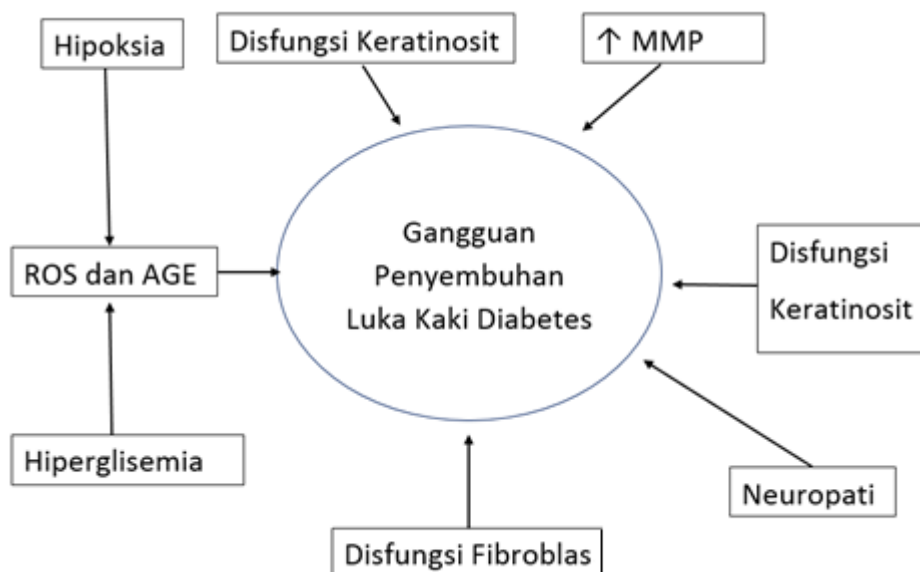 Hipoksia
Disfungsi Keratinosit
↑ MMP
ROS dan AGE
Gangguan
Penyembuhan
Luka Kaki Diabetes
Disfungsi
Keratinosit
Hiperglisemia
Neuropati
Disfungsi Fibroblas